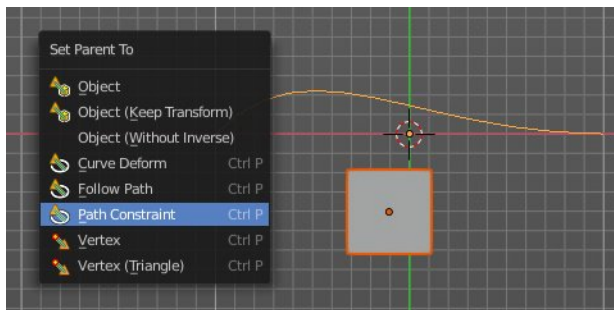 Set Parent To
Object
Object (Keep Transform)
Object (Without Inverse)
Curve Deform Ctrl P
Follow Path Ctrl P
Path Constraint Ctrl P
Vertex Ctrl P
Vertex (Triangle) Ctrl P